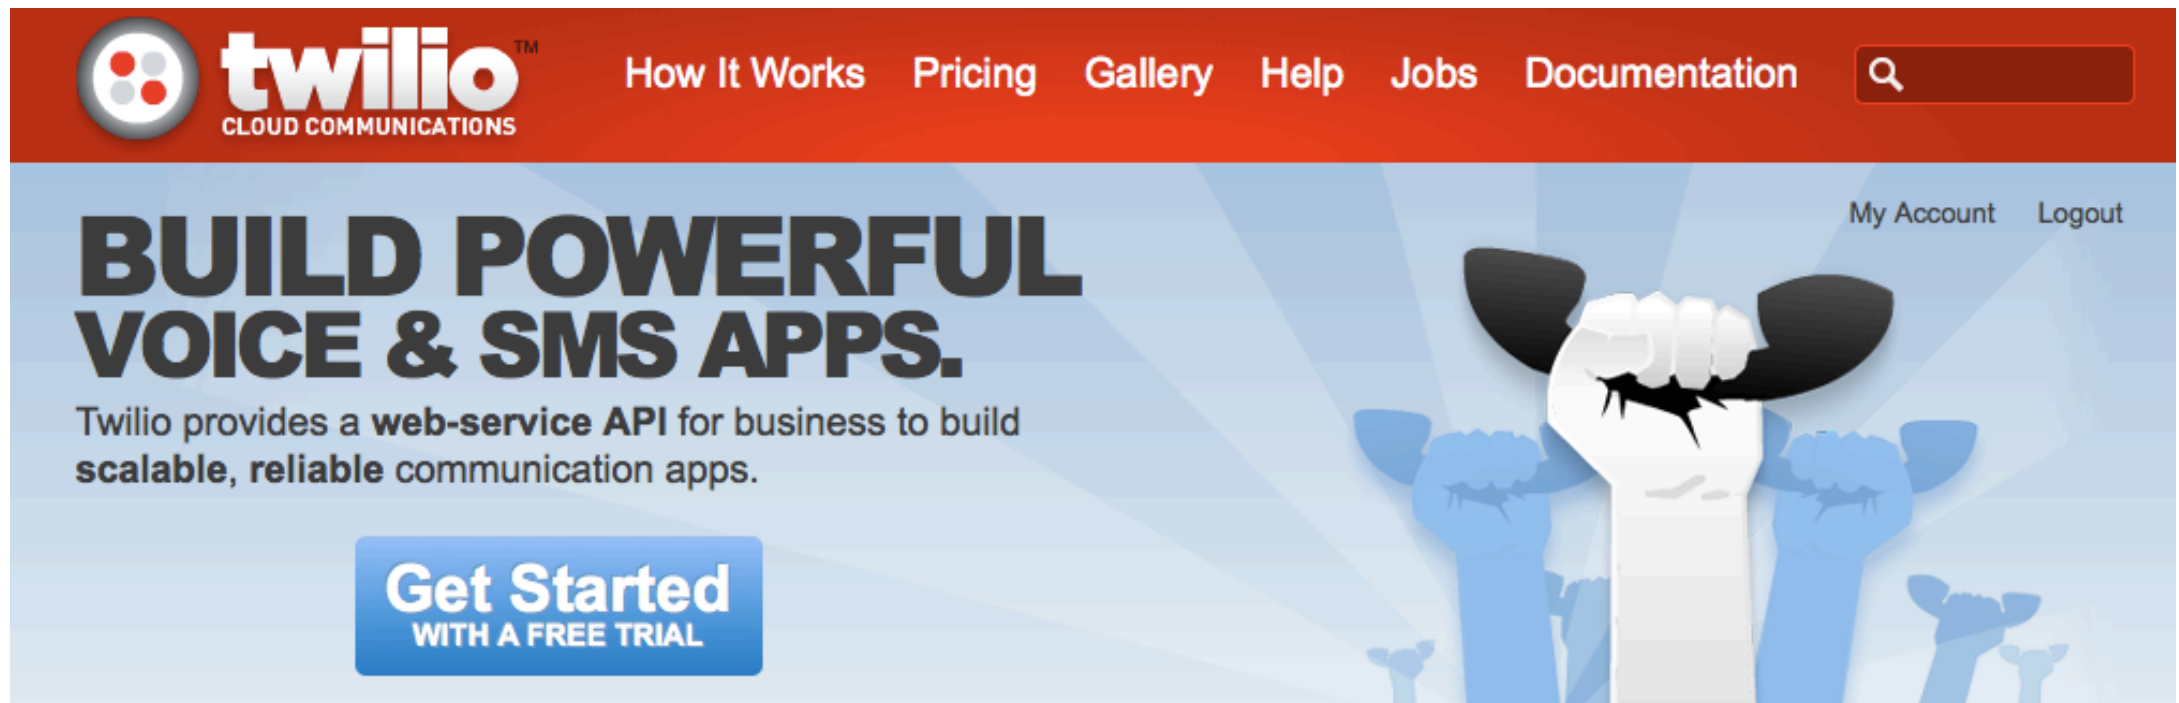 twilio™
CLOUD COMMUNICATIONS
How It Works Pricing Gallery Help Jobs Documentation
My Account Logout
BUILD POWERFUL
VOICE & SMS APPS.
Twilio provides a web-service API for business to build
scalable, reliable communication apps.
Get Started
WITH A FREE TRIAL